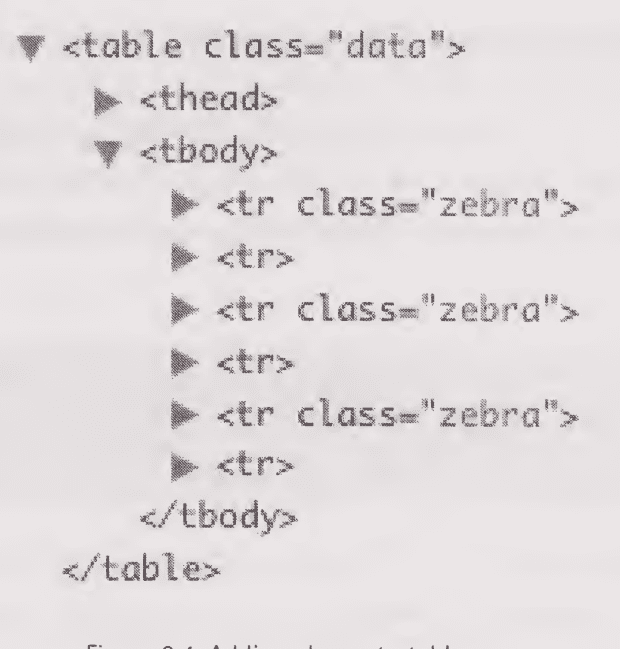 ▼ <table class="data">
▶ <thead>
▼ <tbody>
▶ <tr class="zebra">
▶ <tr>
▶ <tr class="zebra">
▶ <tr>
▶ <tr class="zebra">
▶ <tr>
</tbody>
</table>